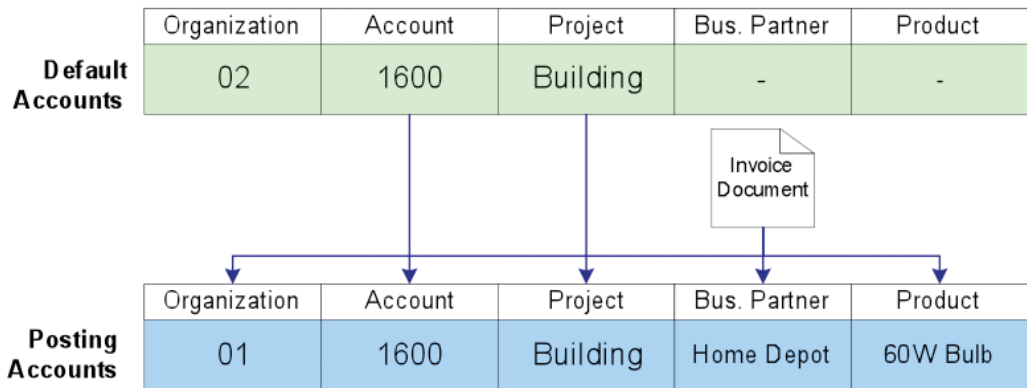 Organization Account Project Bus. Partner Product
Default Accounts 02 1600 Building - -
Invoice
Document
Organization Account Project Bus. Partner Product
Posting Accounts 01 1600 Building Home Depot 60W Bulb